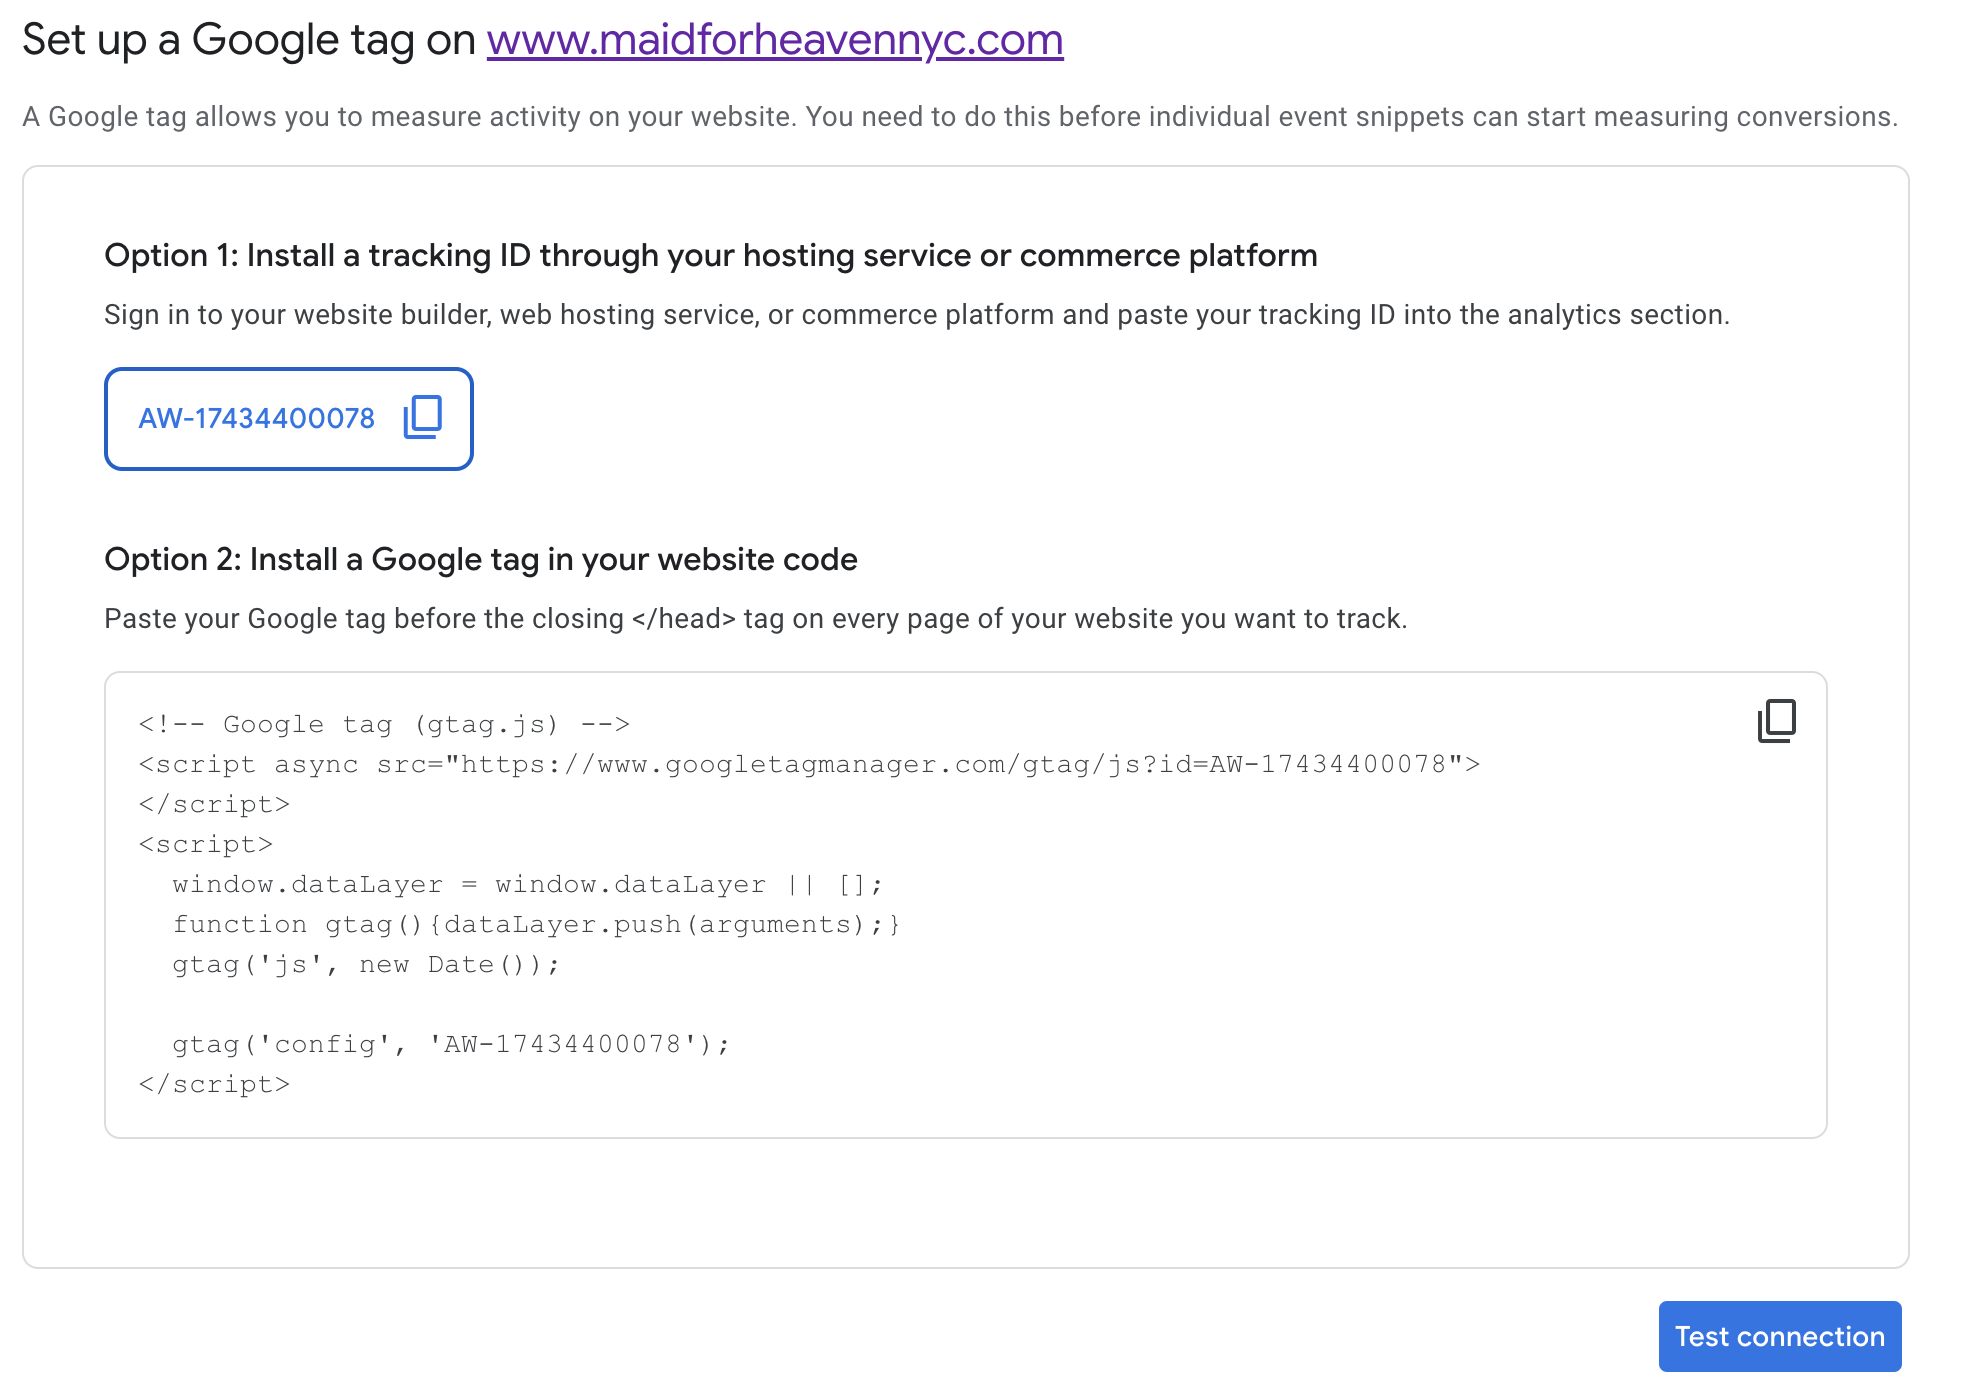 Set up a Google tag on www.maidforheavennyc.com
A Google tag allows you to measure activity on your website. You need to do this before individual event snippets can start measuring conversions.
Option 1: Install a tracking ID through your hosting service or commerce platform
Sign in to your website builder, web hosting service, or commerce platform and paste your tracking ID into the analytics section.
AW-17434400078
Option 2: Install a Google tag in your website code
Paste your Google tag before the closing </head> tag on every page of your website you want to track.
<!-- Google tag (gtag.js) -->
<script async src="https://www.googletagmanager.com/gtag/js?id=AW-17434400078">
</script>
<script>
  window.dataLayer = window.dataLayer || [];
  function gtag(){dataLayer.push(arguments);}
  gtag('js', new Date());

  gtag('config', 'AW-17434400078');
</script>
Test connection